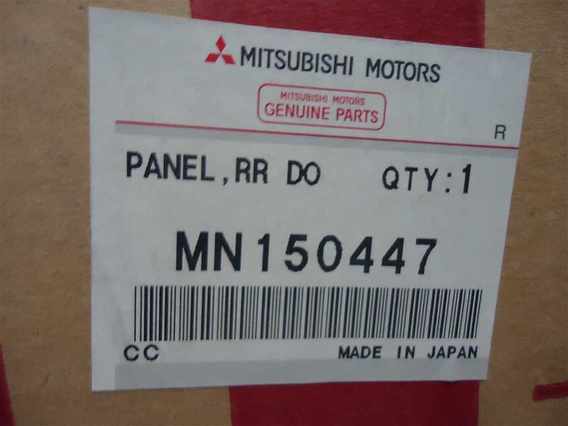 MITSUBISHI MOTORS
MITSUBISHI MOTORS
GENUINE PARTS
R
PANEL,RR DO QTY:1
MN150447
CC MADE IN JAPAN